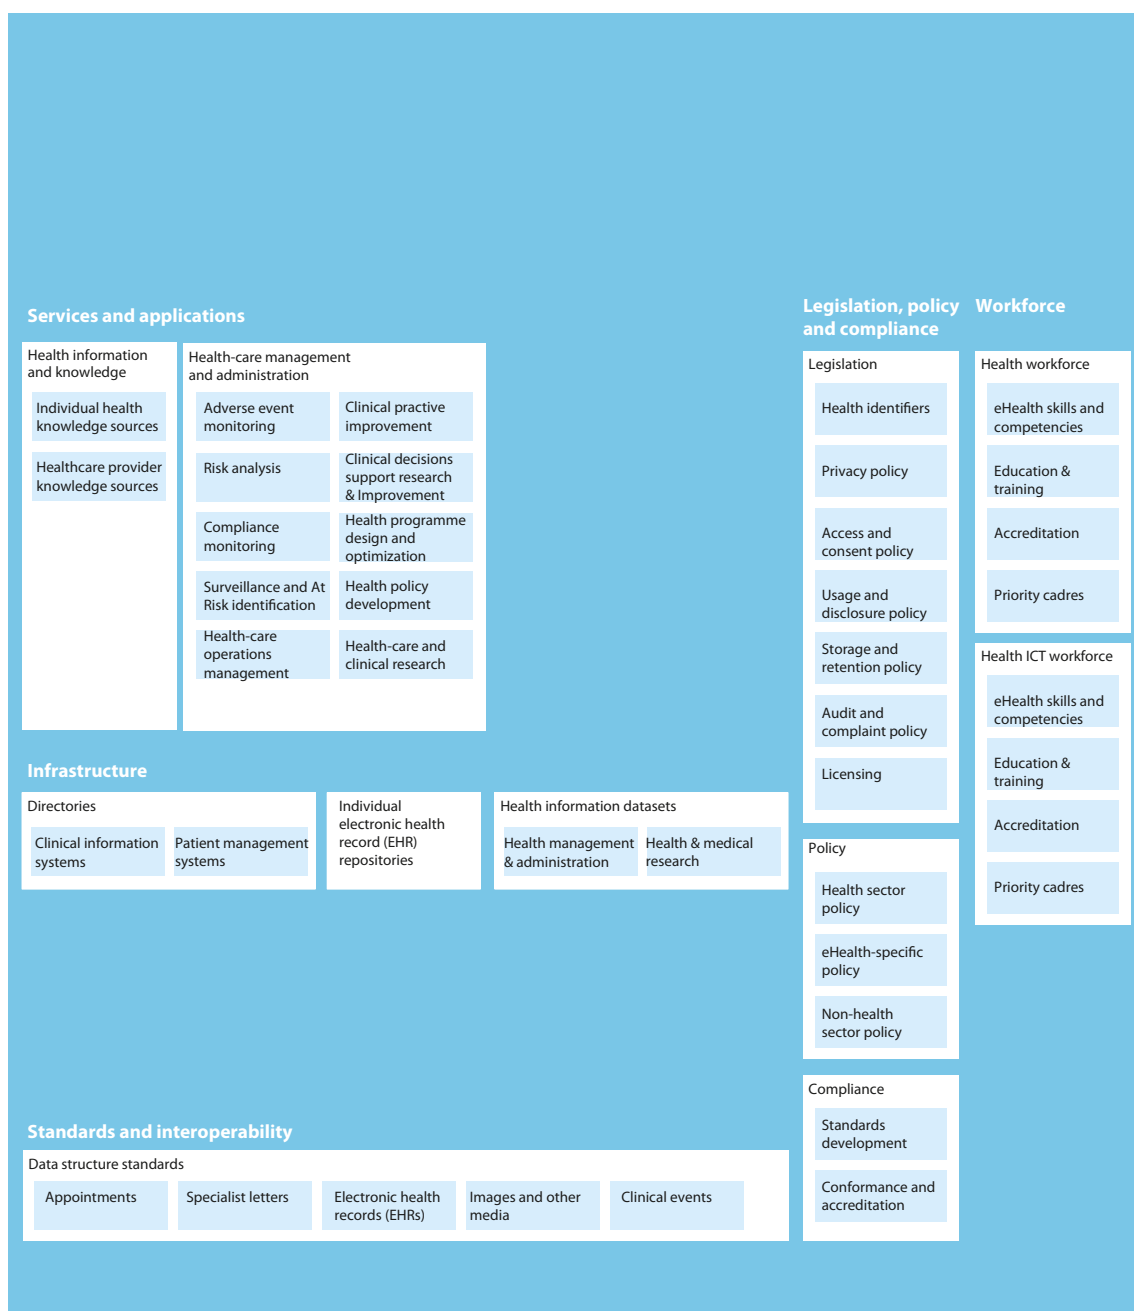 Services and applications
Health information
and knowledge
Individual health
knowledge sources
Healthcare provider
knowledge sources
Health-care management
and administration
Adverse event
monitoring
Clinical practive
improvement
Risk analysis
Clinical decisions
support research
& Improvement
Compliance
monitoring
Health programme
design and
optimization
Surveillance and At
Risk identification
Health policy
development
Health-care
operations
management
Health-care and
clinical research
Infrastructure
Directories
Clinical information
systems
Patient management
systems
Individual
electronic health
record (EHR)
repositories
Health information datasets
Health management
& administration
Health & medical
research
Standards and interoperability
Data structure standards
Appointments
Specialist letters
Electronic health
records (EHRs)
Images and other
media
Clinical events
Legislation, policy
and compliance
Legislation
Health identifiers
Privacy policy
Access and
consent policy
Usage and
disclosure policy
Storage and
retention policy
Audit and
complaint policy
Licensing
Policy
Health sector
policy
eHealth-specific
policy
Non-health
sector policy
Compliance
Standards
development
Conformance and
accreditation
Workforce
Health workforce
eHealth skills and
competencies
Education &
training
Accreditation
Priority cadres
Health ICT workforce
eHealth skills and
competencies
Education &
training
Accreditation
Priority cadres